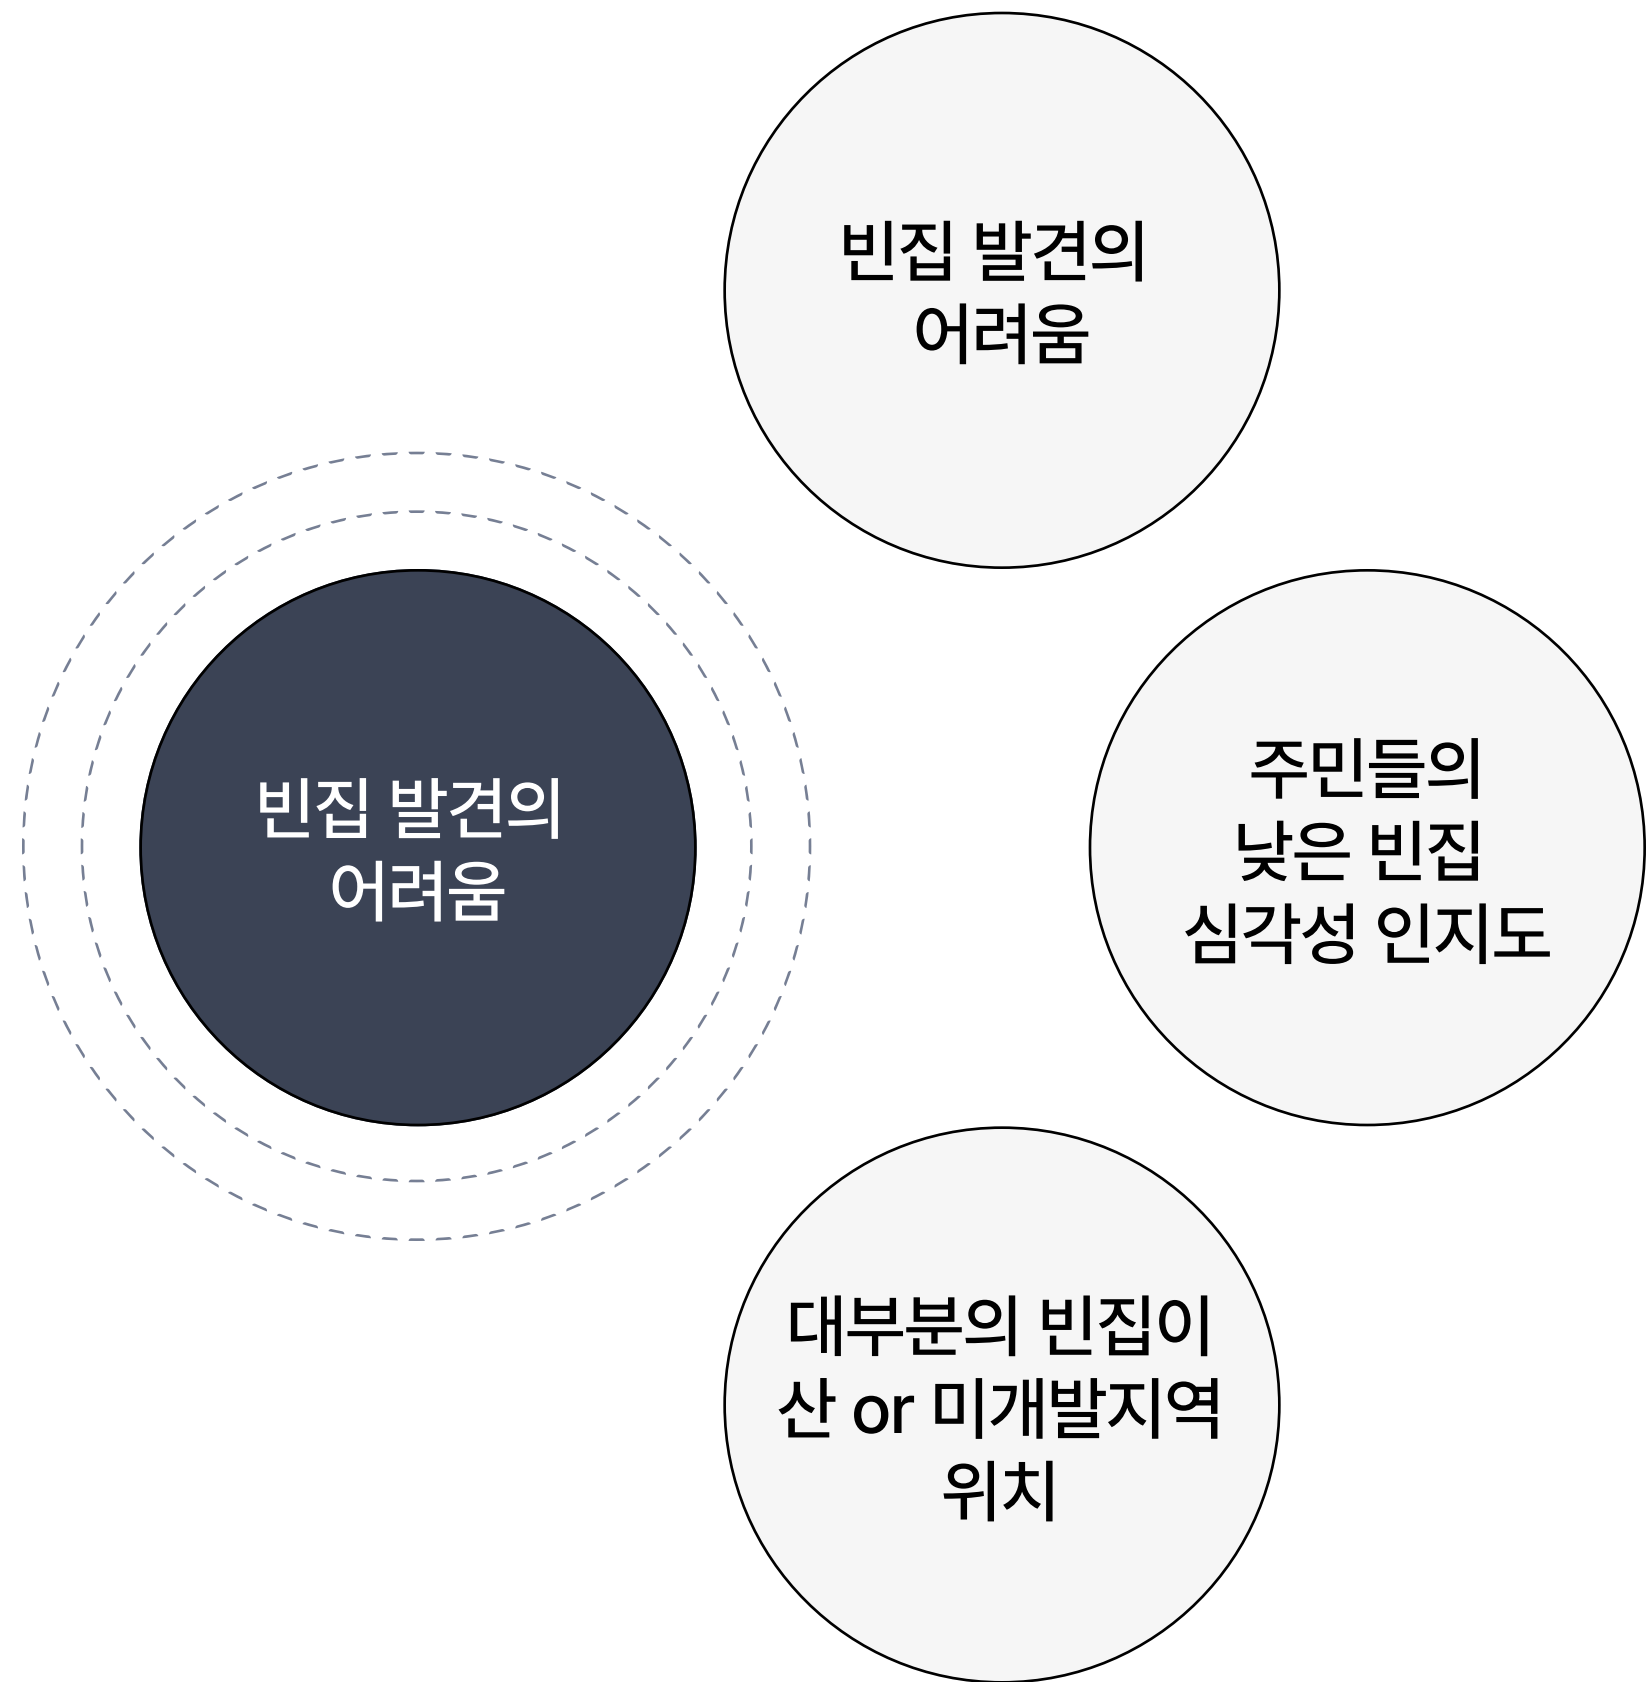 빈집 발견의
어려움
빈집 발견의
어려움
주민들의
낮은 빈집
심각성 인지도
대부분의 빈집이
산 or 미개발지역
위치